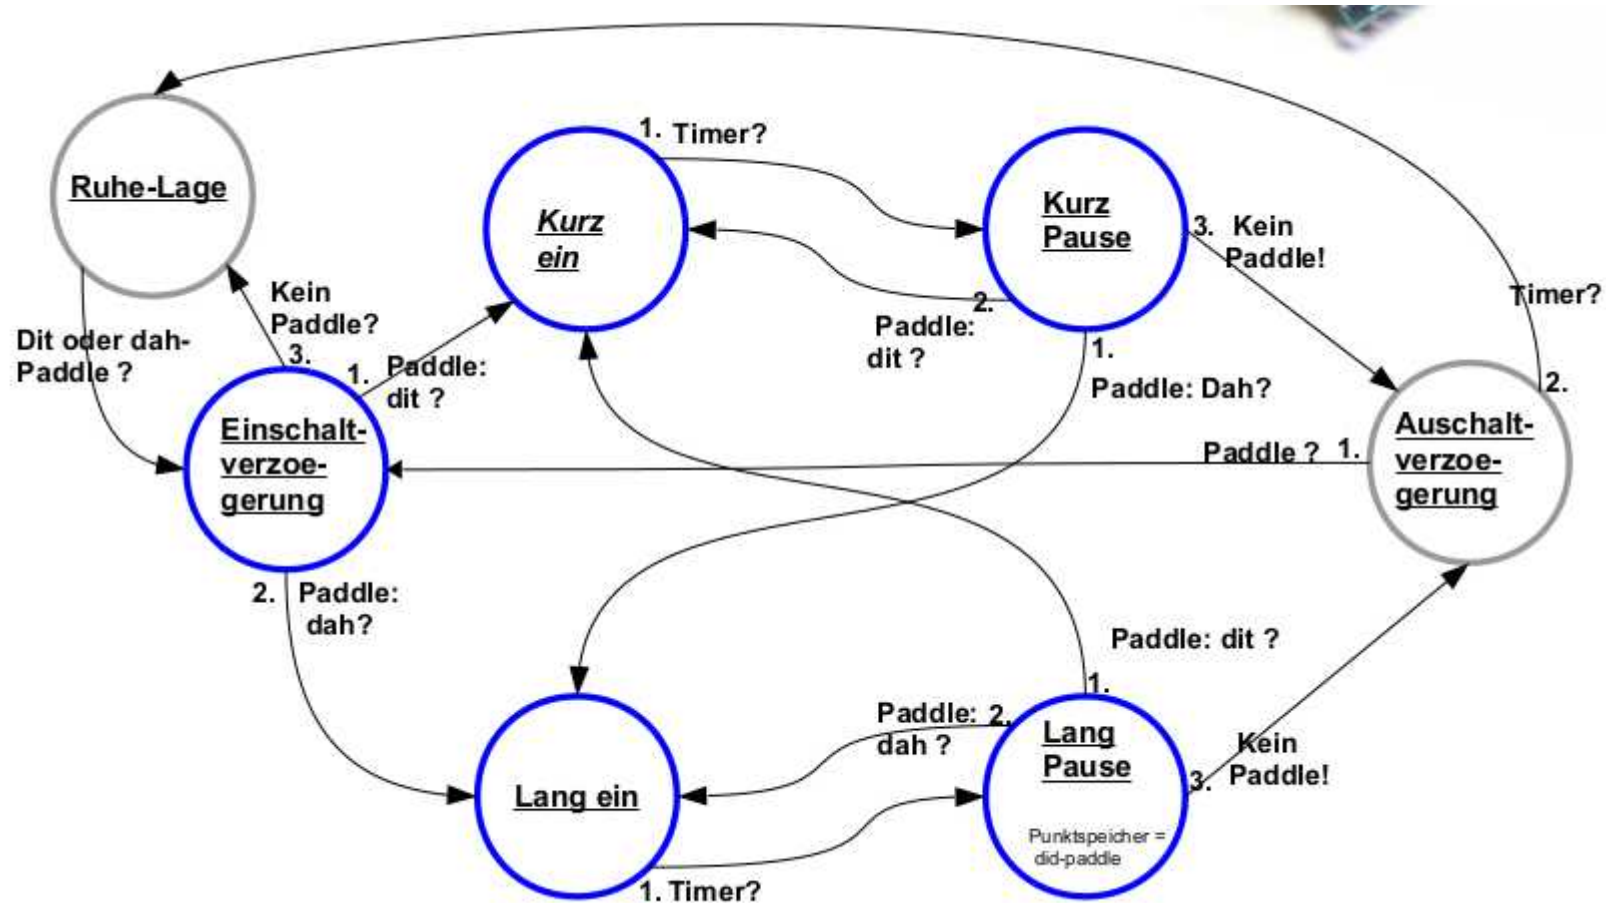 Ruhe-Lage
Dit oder dah-
Paddle ?
Kein
Paddle?
3.
Einschalt-
verzoe-
gerung
1.
Paddle:
dit ?
2. Paddle:
dah?
Kurz
ein
1. Timer?
Kurz
Pause
2.
Paddle:
dit ?
3. Kein
Paddle!
1.
Paddle: Dah?
Timer?
2.
Auschalt-
verzoe-
gerung
Paddle ? 1.
Lang ein
1. Timer?
Paddle: 2.
dah ?
Paddle: dit ?
1.
Lang
Pause
Punktspeicher =
did-paddle
3.
Kein
Paddle!